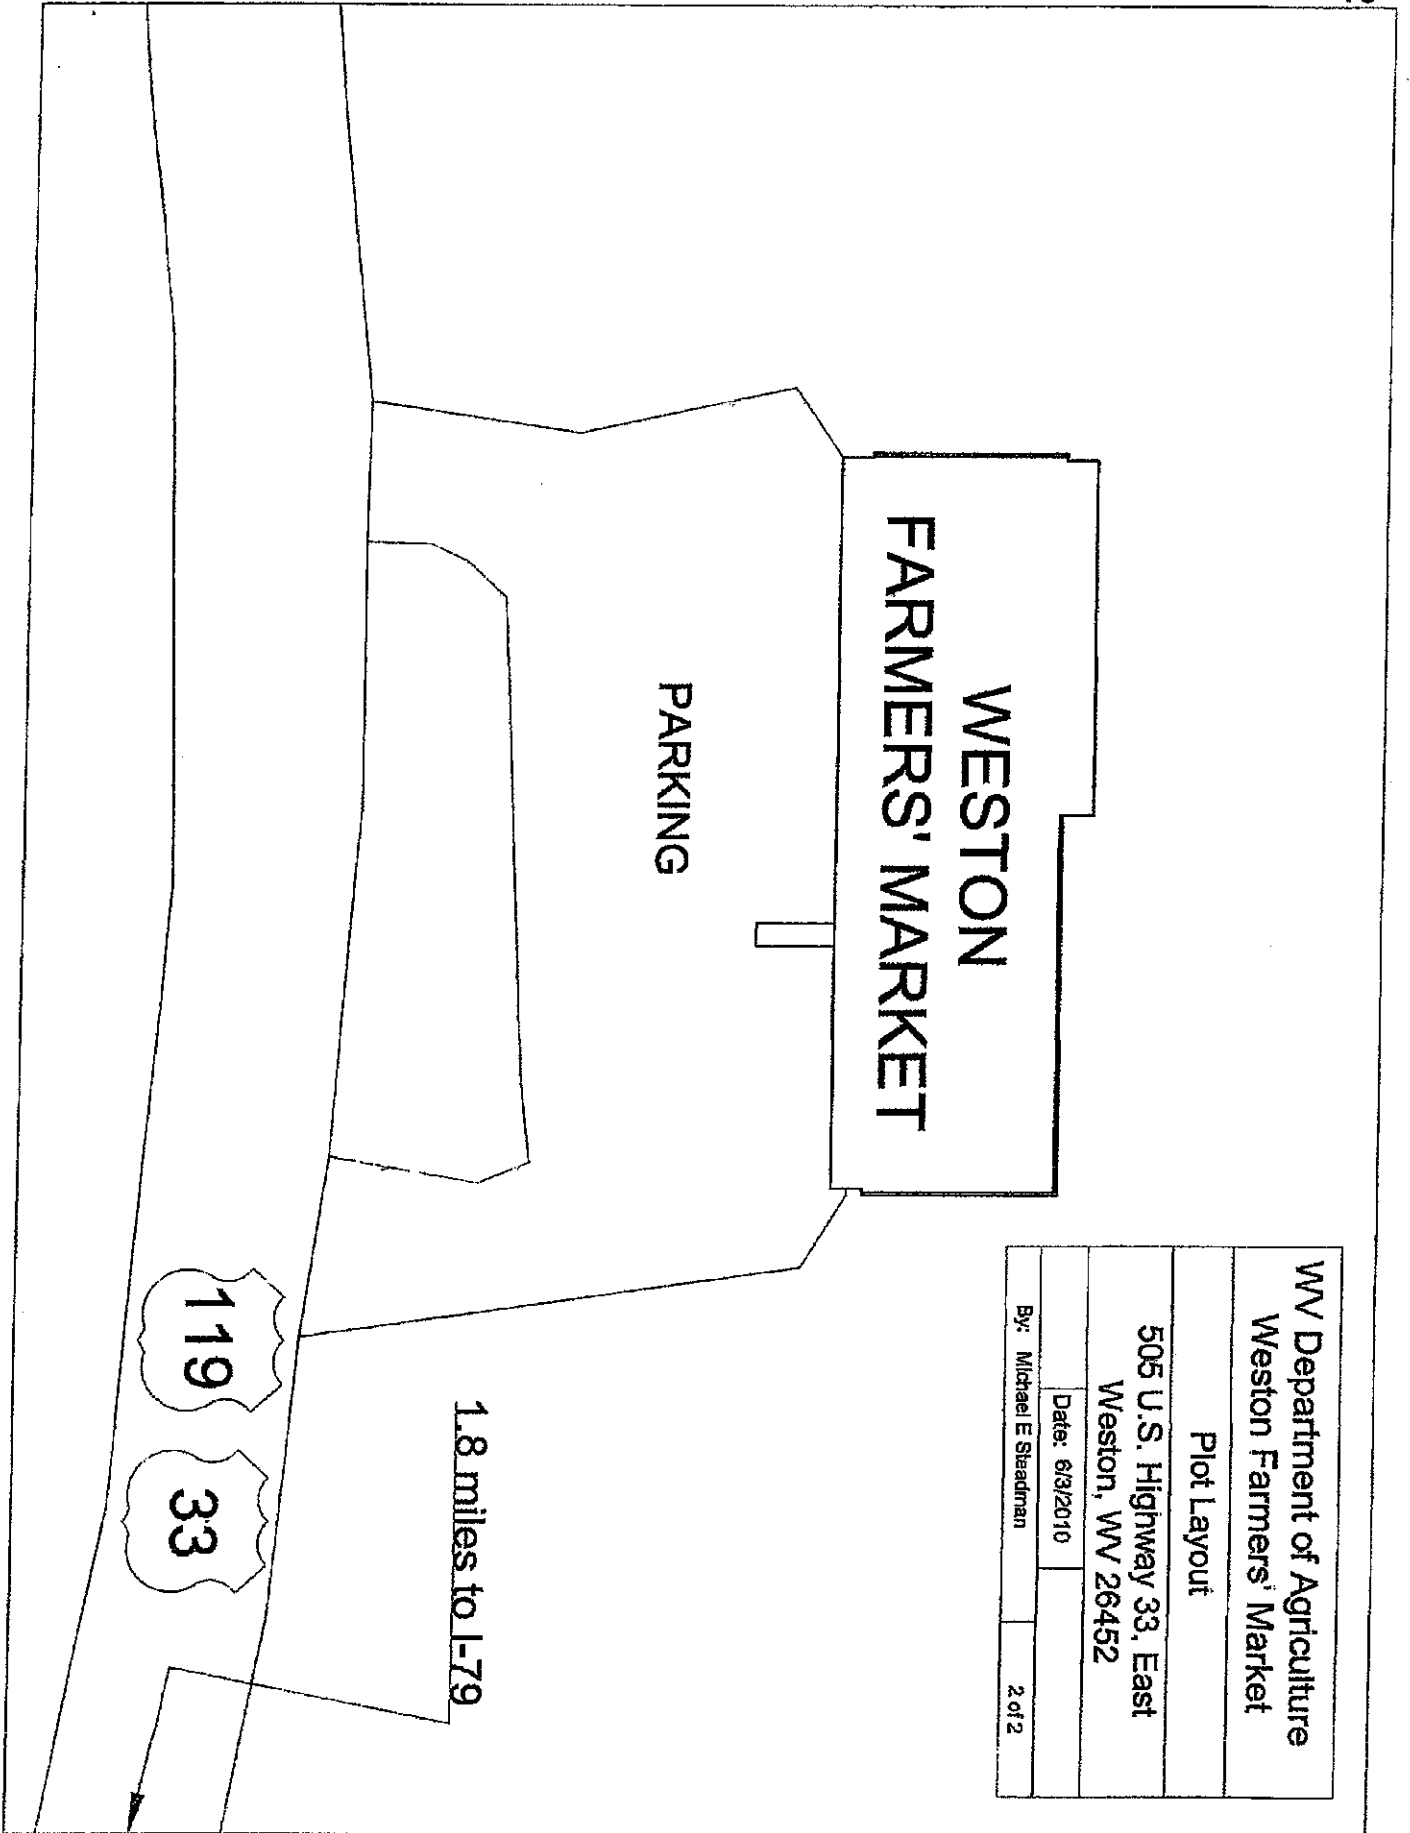 WV Department of Agriculture
Weston Farmers' Market
Plot Layout
505 U.S. Highway 33, East
Weston, WV 26452
Date: 6/3/2010
By: Michael E Steadman
2 of 2
WESTON
FARMERS' MARKET
PARKING
1.8 miles to I-79
119
33